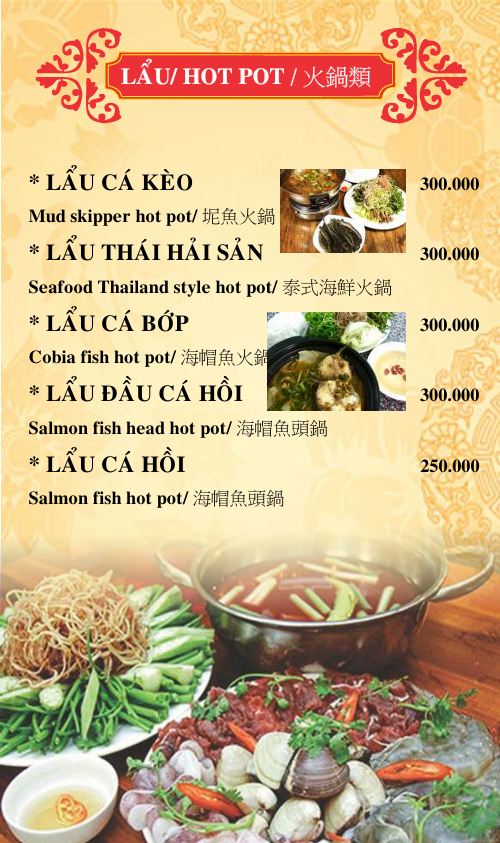 LẨU/ HOT POT / 火鍋類
* LẨU CÁ KÈO 300.000
Mud skipper hot pot/ 坭魚火鍋
* LẨU THÁI HẢI SẢN 300.000
Seafood Thailand style hot pot/ 泰式海鮮火鍋
* LẨU CÁ BỚP 300.000
Cobia fish hot pot/ 海帽魚火鍋
* LẨU ĐẦU CÁ HỒI 300.000
Salmon fish head hot pot/ 海帽魚頭鍋
* LẨU CÁ HỒI 250.000
Salmon fish hot pot/ 海帽魚頭鍋